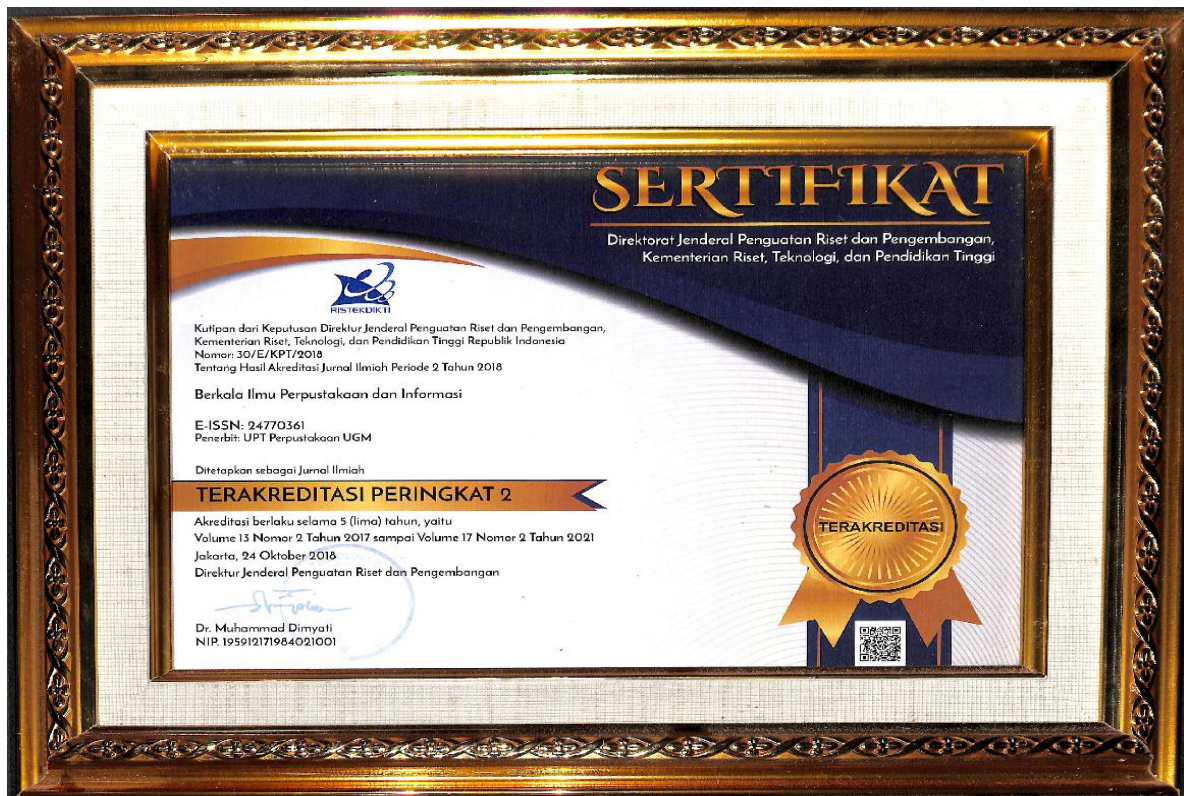 SERTIFIKAT
Direktorat Jenderal Penguatan Riset dan Pengembangan,
Kementerian Riset, Teknologi, dan Pendidikan Tinggi
RISTEKDIKTI
Kutipan dari Keputusan Direktur Jenderal Penguatan Riset dan Pengembangan,
Kementerian Riset, Teknologi, dan Pendidikan Tinggi Republik Indonesia
Nomor: 30/E/KPT/2018
Tentang Hasil Akreditasi Jurnal Ilmiah Periode 2 Tahun 2018
Berkala Ilmu Perpustakaan dan Informasi
E-ISSN: 24770361
Penerbit: UPT Perpustakaan UGM
Ditetapkan sebagai Jurnal Ilmiah
TERAKREDITASI PERINGKAT 2
Akreditasi berlaku selama 5 (lima) tahun, yaitu
Volume 13 Nomor 2 Tahun 2017 sampai Volume 17 Nomor 2 Tahun 2021
Jakarta, 24 Oktober 2018
Direktur Jenderal Penguatan Riset dan Pengembangan
Dr. Muhammad Dimyati
NIP. 195912171984021001
TERAKREDITASI